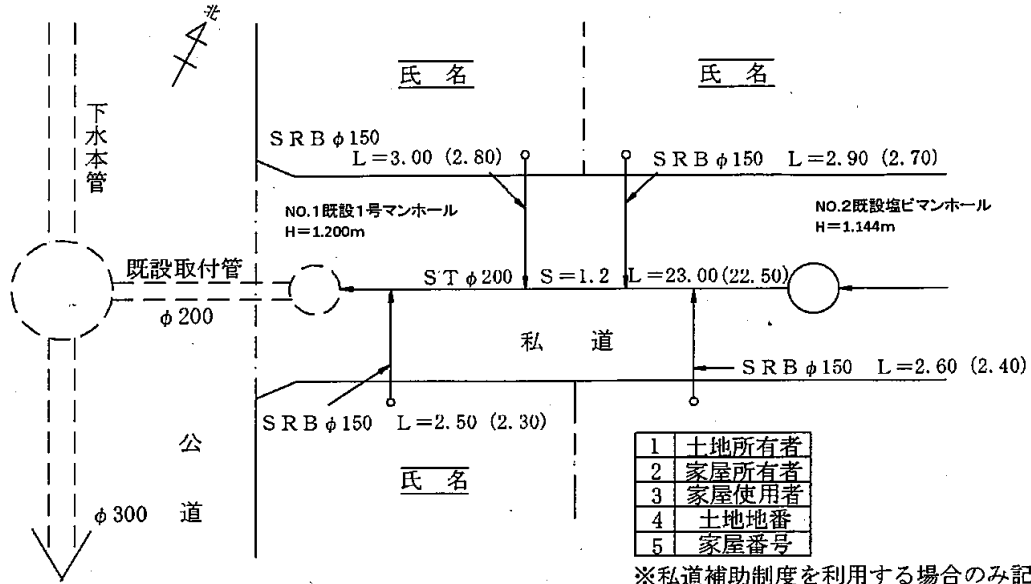 北
下水本管
氏 名
氏 名
SRBφ150
L=3.00 (2.80)
SRBφ150 L=2.90 (2.70)
NO.1既設1号マンホール
H=1.200m
NO.2既設塩ビマンホール
H=1.144m
既設取付管
φ200
STφ200 S=1.2 L=23.00(22.50)
私 道
SRBφ150 L=2.60 (2.40)
SRBφ150 L=2.50 (2.30)
公 道
氏 名
φ300
1 土地所有者
2 家屋所有者
3 家屋使用者
4 土地地番
5 家屋番号
※私道補助制度を利用する場合のみ記